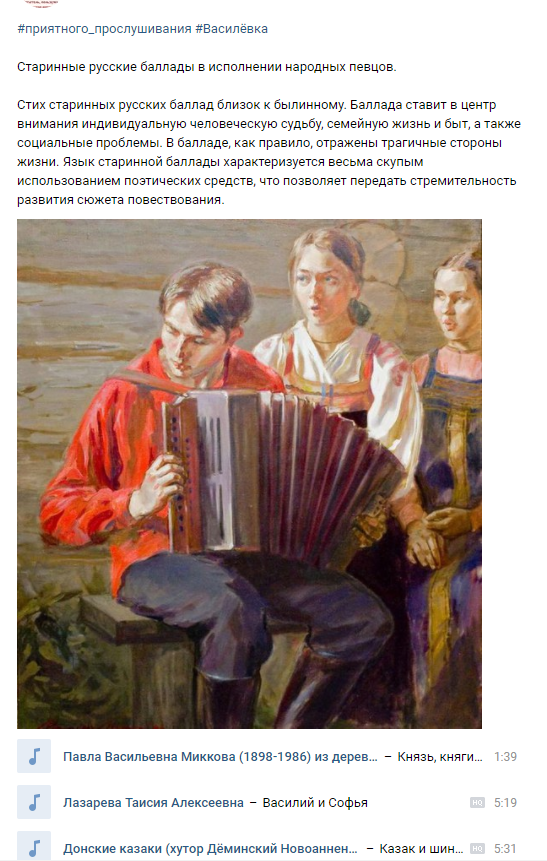 #приятного_прослушивания #Василёвка
Старинные русские баллады в исполнении народных певцов.
Стих старинных русских баллад близок к былинному. Баллада ставит в центр
внимания индивидуальную человеческую судьбу, семейную жизнь и быт, а также
социальные проблемы. В балладе, как правило, отражены трагичные стороны
жизни. Язык старинной баллады характеризуется весьма скупым
использованием поэтических средств, что позволяет передать стремительность
развития сюжета повествования.
Павла Васильевна Миккова (1898-1986) из дерев... – Князь, княги... 1:39
Лазарева Таисия Алексеевна – Василий и Софья HQ 5:19
Донские казаки (хутор Дёминский Новоаннен... – Казак и шин... HQ 5:31